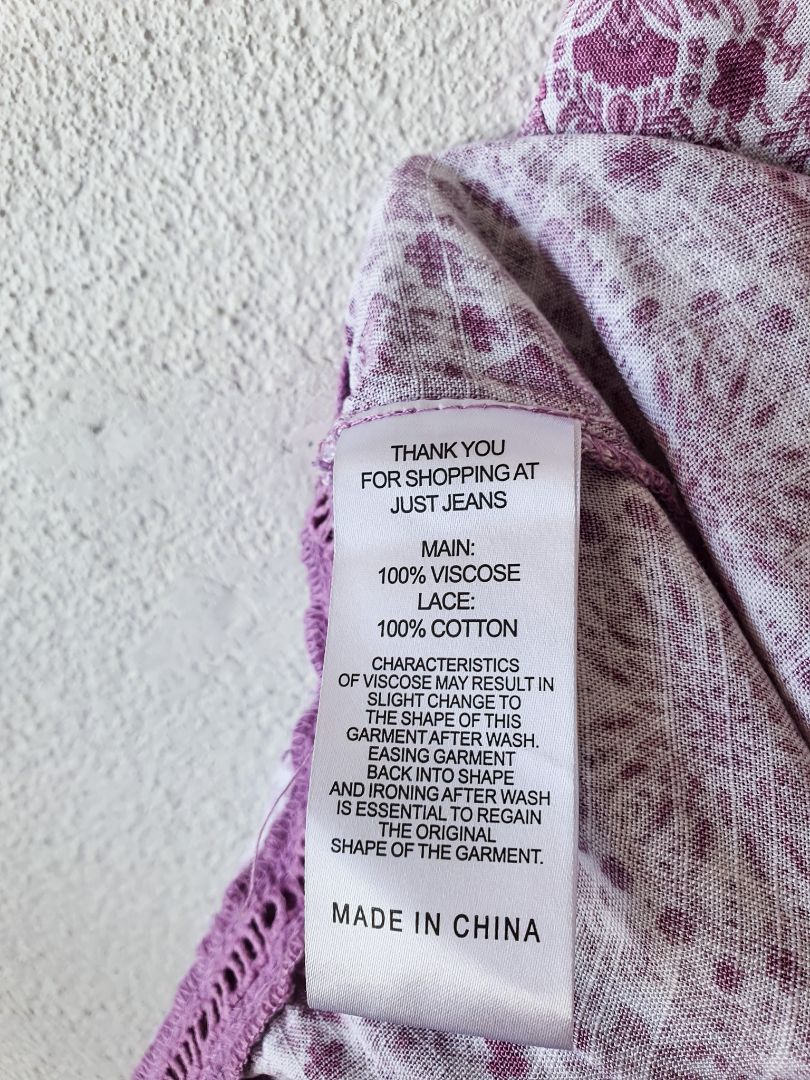 THANK YOU
FOR SHOPPING AT
JUST JEANS
MAIN:
100% VISCOSE
LACE:
100% COTTON
CHARACTERISTICS
OF VISCOSE MAY RESULT IN
SLIGHT CHANGE TO
THE SHAPE OF THIS
GARMENT AFTER WASH.
EASING GARMENT
BACK INTO SHAPE
AND IRONING AFTER WASH
IS ESSENTIAL TO REGAIN
THE ORIGINAL
SHAPE OF THE GARMENT.
MADE IN CHINA